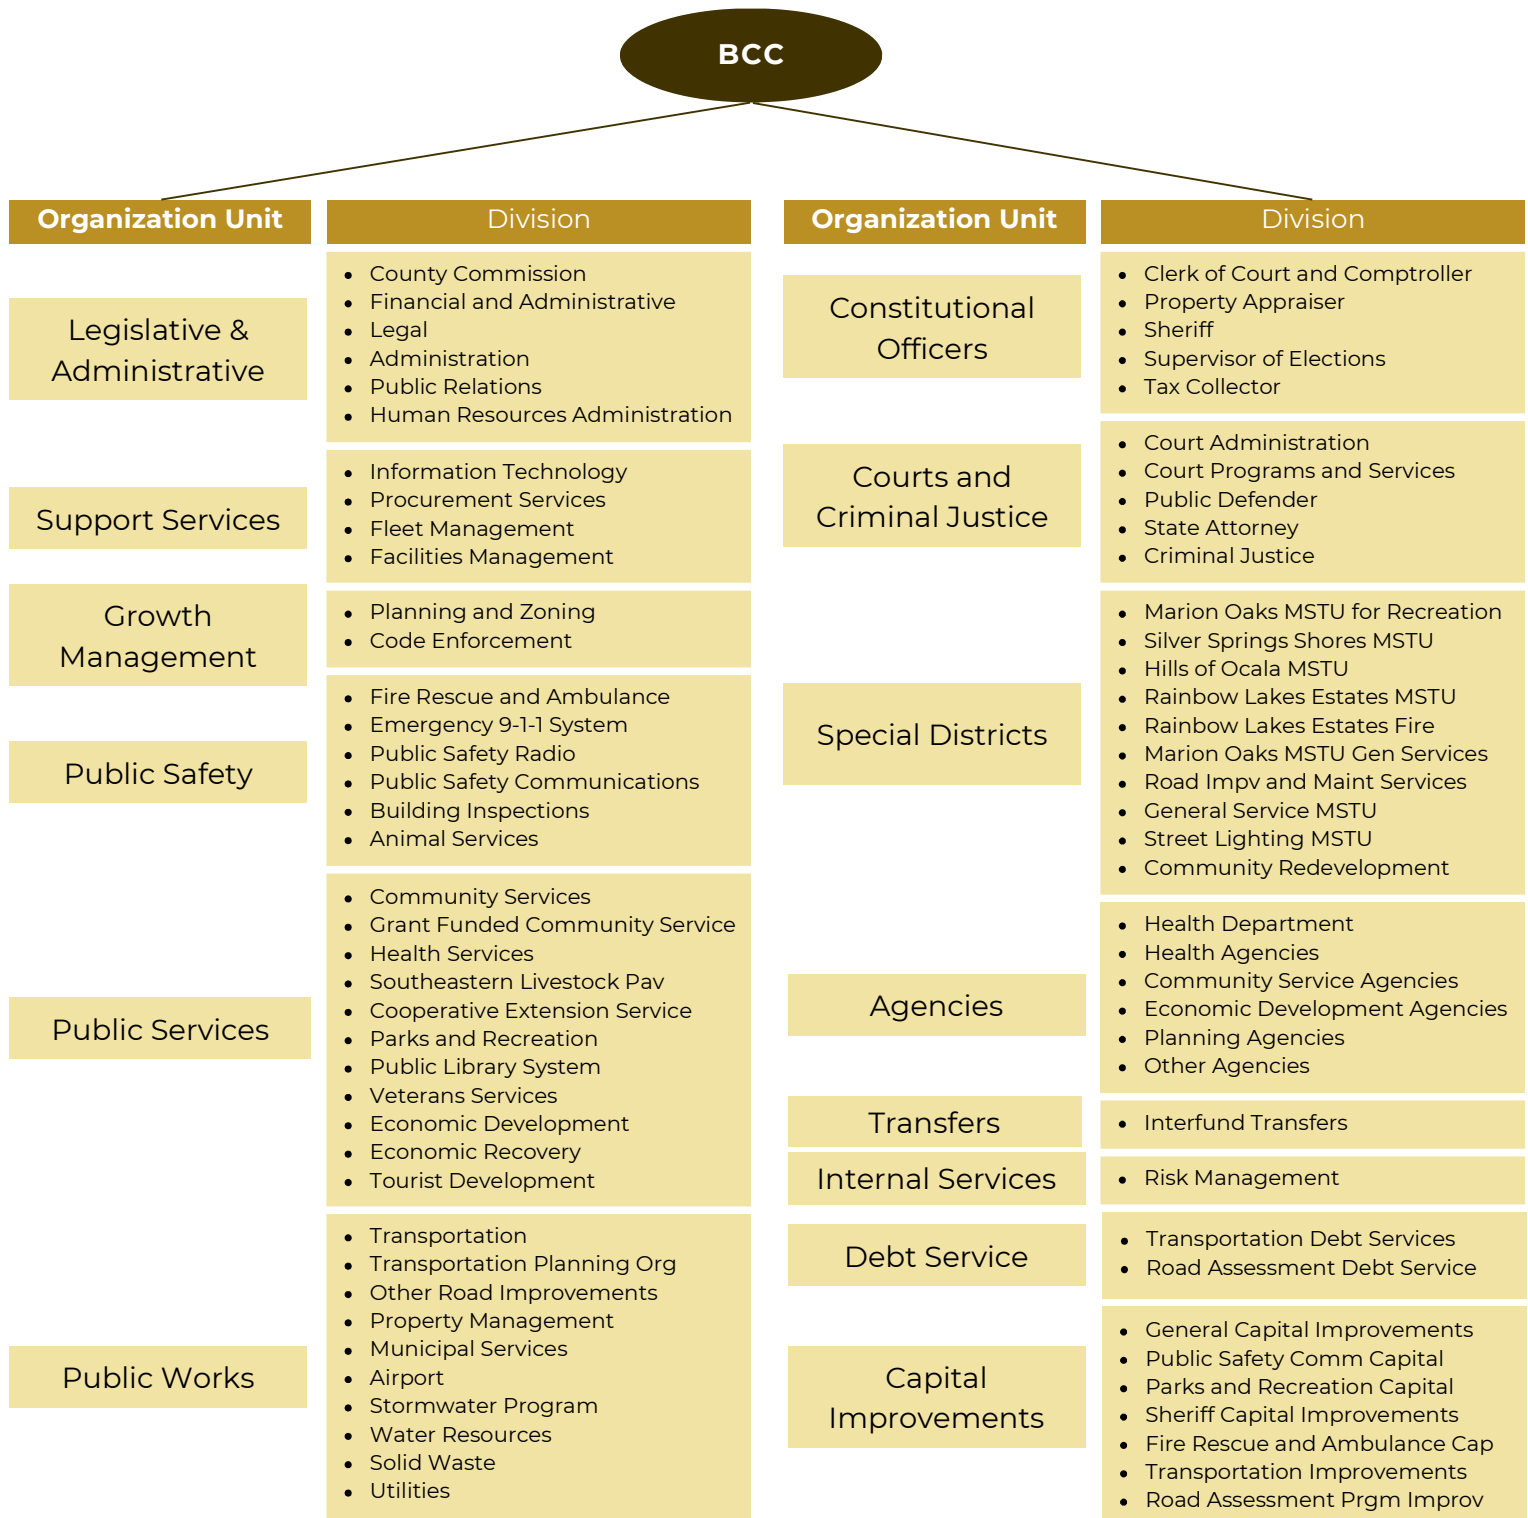 BCC
Organization Unit
Division
Legislative &
Administrative
• County Commission
• Financial and Administrative
• Legal
• Administration
• Public Relations
• Human Resources Administration
Support Services
• Information Technology
• Procurement Services
• Fleet Management
• Facilities Management
Growth
Management
• Planning and Zoning
• Code Enforcement
Public Safety
• Fire Rescue and Ambulance
• Emergency 9-1-1 System
• Public Safety Radio
• Public Safety Communications
• Building Inspections
• Animal Services
Public Services
• Community Services
• Grant Funded Community Service
• Health Services
• Southeastern Livestock Pav
• Cooperative Extension Service
• Parks and Recreation
• Public Library System
• Veterans Services
• Economic Development
• Economic Recovery
• Tourist Development
Public Works
• Transportation
• Transportation Planning Org
• Other Road Improvements
• Property Management
• Municipal Services
• Airport
• Stormwater Program
• Water Resources
• Solid Waste
• Utilities
Organization Unit
Division
Constitutional
Officers
• Clerk of Court and Comptroller
• Property Appraiser
• Sheriff
• Supervisor of Elections
• Tax Collector
Courts and
Criminal Justice
• Court Administration
• Court Programs and Services
• Public Defender
• State Attorney
• Criminal Justice
Special Districts
• Marion Oaks MSTU for Recreation
• Silver Springs Shores MSTU
• Hills of Ocala MSTU
• Rainbow Lakes Estates MSTU
• Rainbow Lakes Estates Fire
• Marion Oaks MSTU Gen Services
• Road Impv and Maint Services
• General Service MSTU
• Street Lighting MSTU
• Community Redevelopment
Agencies
• Health Department
• Health Agencies
• Community Service Agencies
• Economic Development Agencies
• Planning Agencies
• Other Agencies
Transfers
• Interfund Transfers
Internal Services
• Risk Management
Debt Service
• Transportation Debt Services
• Road Assessment Debt Service
Capital
Improvements
• General Capital Improvements
• Public Safety Comm Capital
• Parks and Recreation Capital
• Sheriff Capital Improvements
• Fire Rescue and Ambulance Cap
• Transportation Improvements
• Road Assessment Prgm Improv